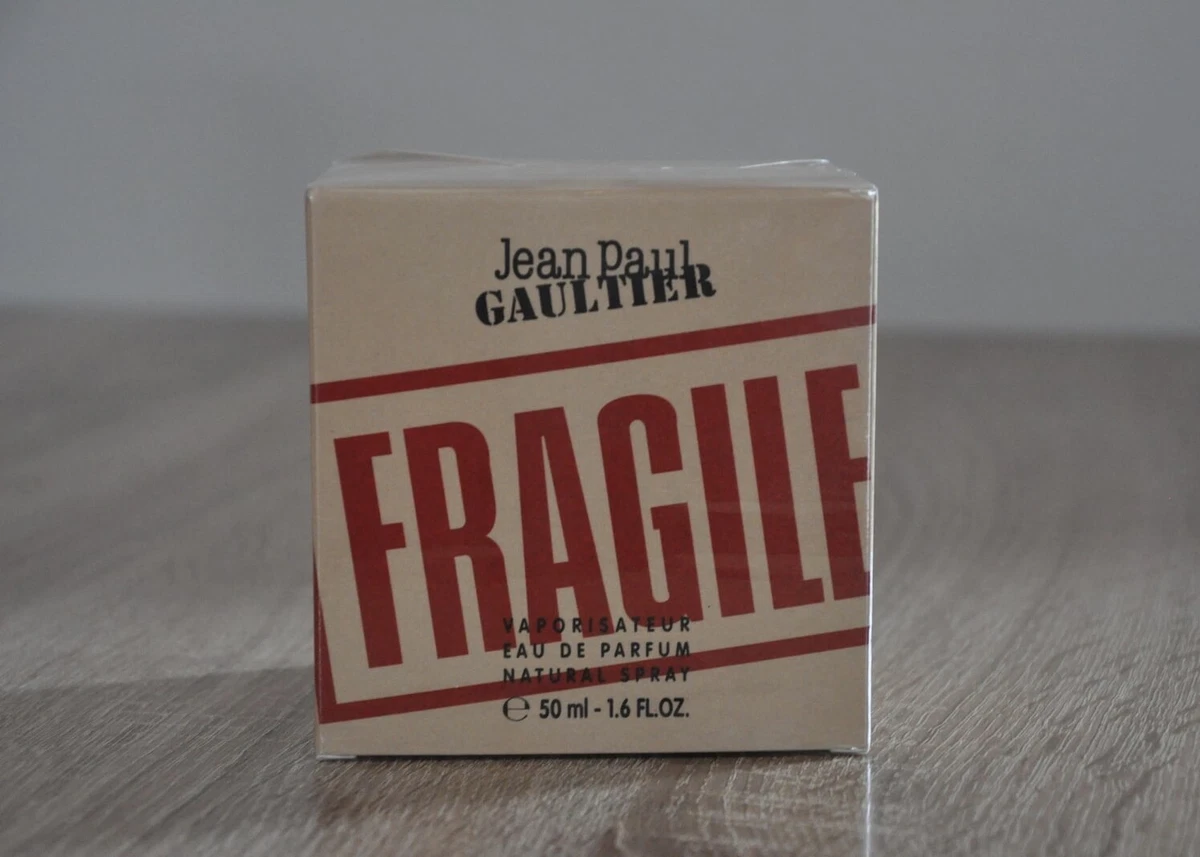 Jean Paul
GAULTIER
FRAGILE
VAPORISATEUR
EAU DE PARFUM
NATURAL SPRAY
℮ 50 ml - 1.6 FL.OZ.